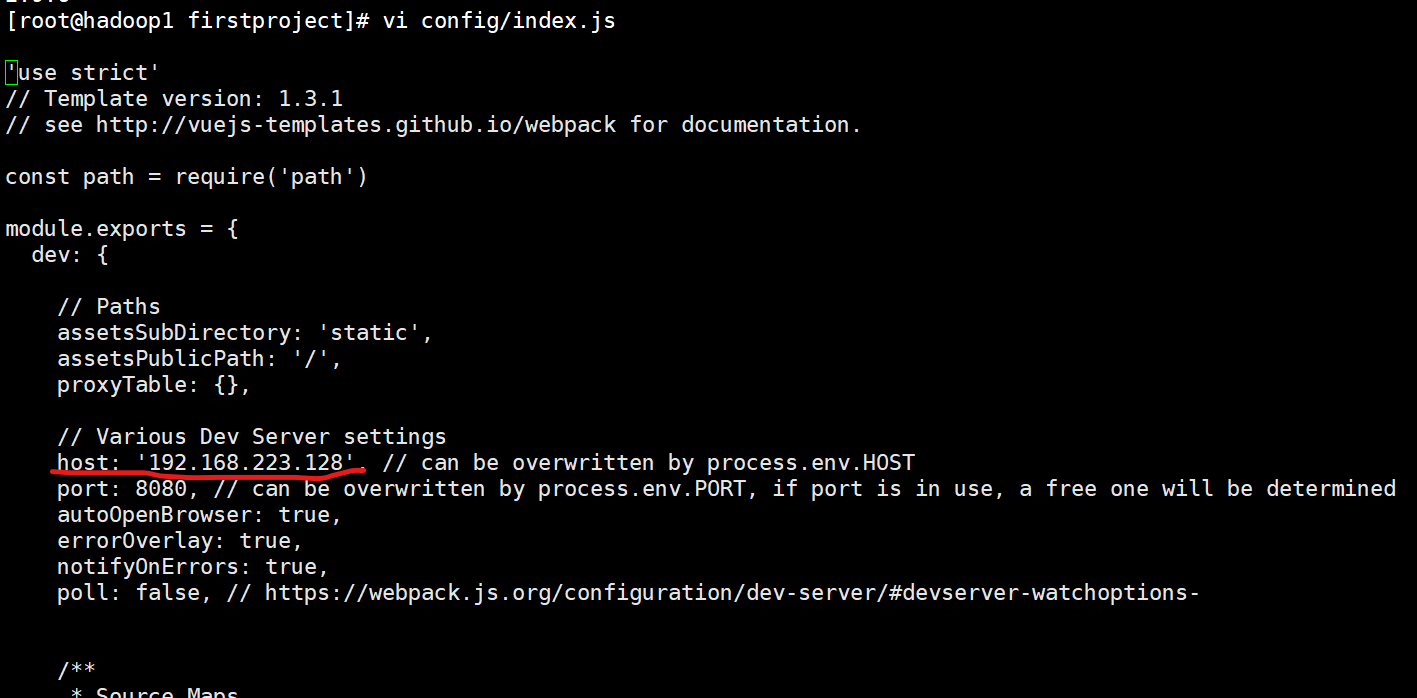 [root@hadoop1 firstproject]# vi config/index.js
'use strict'
// Template version: 1.3.1
// see http://vuejs-templates.github.io/webpack for documentation.
const path = require('path')
module.exports = {
  dev: {
    // Paths
    assetsSubDirectory: 'static',
    assetsPublicPath: '/',
    proxyTable: {},
    // Various Dev Server settings
    host: '192.168.223.128', // can be overwritten by process.env.HOST
    port: 8080, // can be overwritten by process.env.PORT, if port is in use, a free one will be determined
    autoOpenBrowser: true,
    errorOverlay: true,
    notifyOnErrors: true,
    poll: false, // https://webpack.js.org/configuration/dev-server/#devserver-watchoptions-
    /**
     * Source Maps